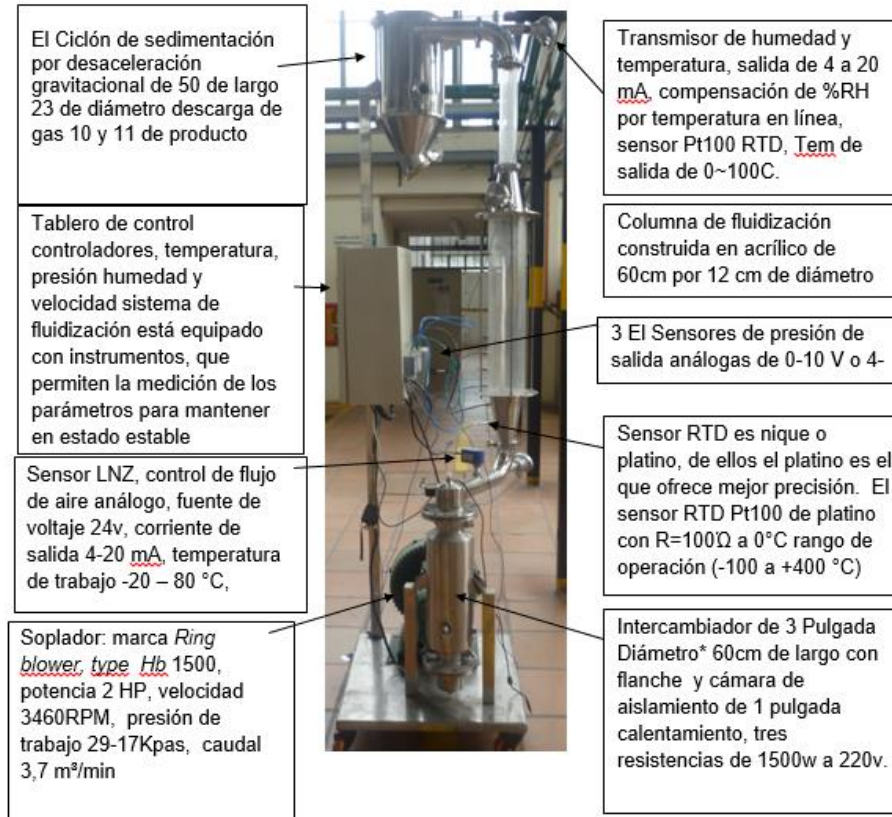 El Ciclón de sedimentación
por desaceleración
gravitacional de 50 de largo
23 de diámetro descarga de
gas 10 y 11 de producto
Tablero de control
controladores, temperatura,
presión humedad y
velocidad sistema de
fluidización está equipado
con instrumentos, que
permiten la medición de los
parámetros para mantener
en estado estable
Sensor LNZ, control de flujo
de aire análogo, fuente de
voltaje 24v, corriente de
salida 4-20 mA, temperatura
de trabajo -20 – 80 °C,
Soplador: marca Ring
blower, type Hb 1500,
potencia 2 HP, velocidad
3460RPM, presión de
trabajo 29-17Kpas, caudal
3,7 m³/min
Transmisor de humedad y
temperatura, salida de 4 a 20
mA, compensación de %RH
por temperatura en línea,
sensor Pt100 RTD, Tem de
salida de 0~100C.
Columna de fluidización
construida en acrílico de
60cm por 12 cm de diámetro
3 El Sensores de presión de
salida análogas de 0-10 V o 4-
Sensor RTD es nique o
platino, de ellos el platino es el
que ofrece mejor precisión. El
sensor RTD Pt100 de platino
con R=100Ώ a 0°C rango de
operación (-100 a +400 °C)
Intercambiador de 3 Pulgada
Diámetro* 60cm de largo con
flanche y cámara de
aislamiento de 1 pulgada
calentamiento, tres
resistencias de 1500w a 220v.